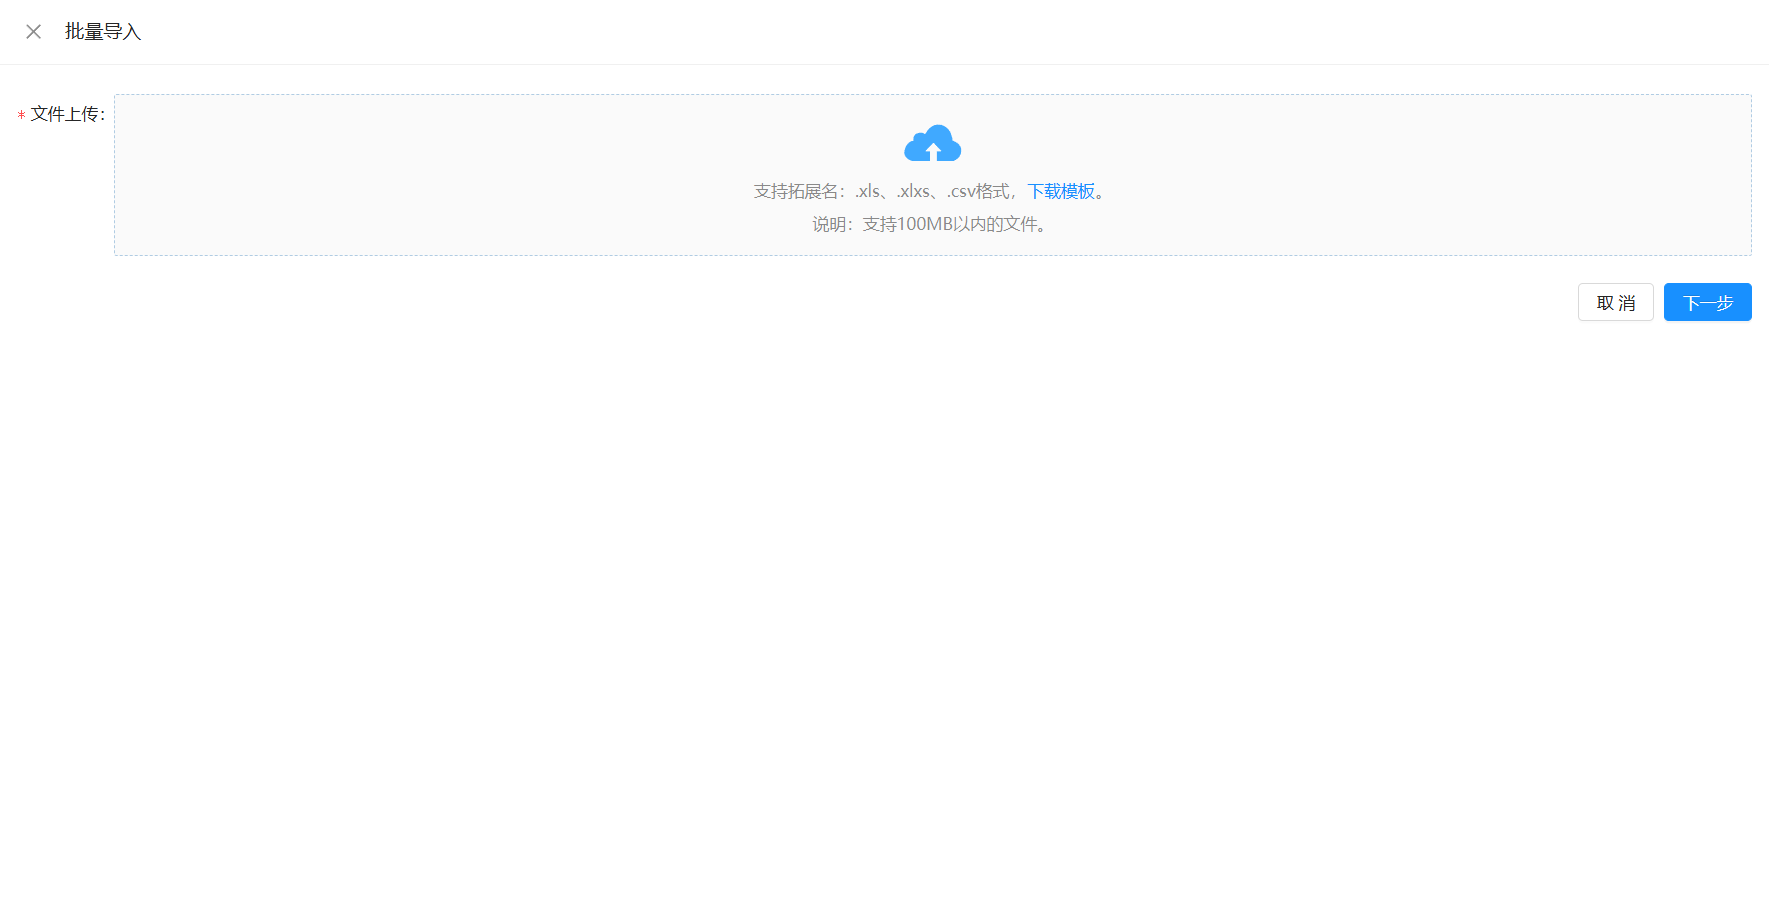 批量导入
* 文件上传：
支持拓展名：.xls、.xlxs、.csv格式，下载模板。
说明：支持100MB以内的文件。
取 消
下一步